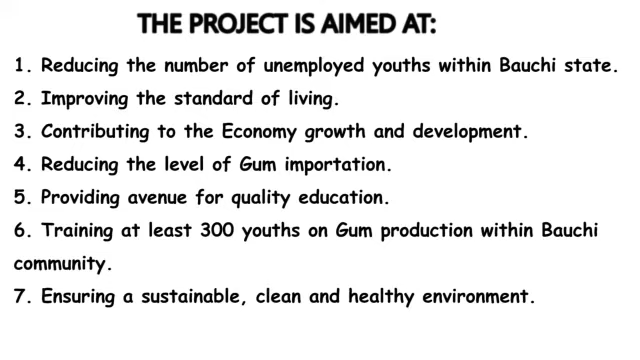 THE PROJECT IS AIMED AT:
1. Reducing the number of unemployed youths within Bauchi state.
2. Improving the standard of living.
3. Contributing to the Economy growth and development.
4. Reducing the level of Gum importation.
5. Providing avenue for quality education.
6. Training at least 300 youths on Gum production within Bauchi
community.
7. Ensuring a sustainable, clean and healthy environment.